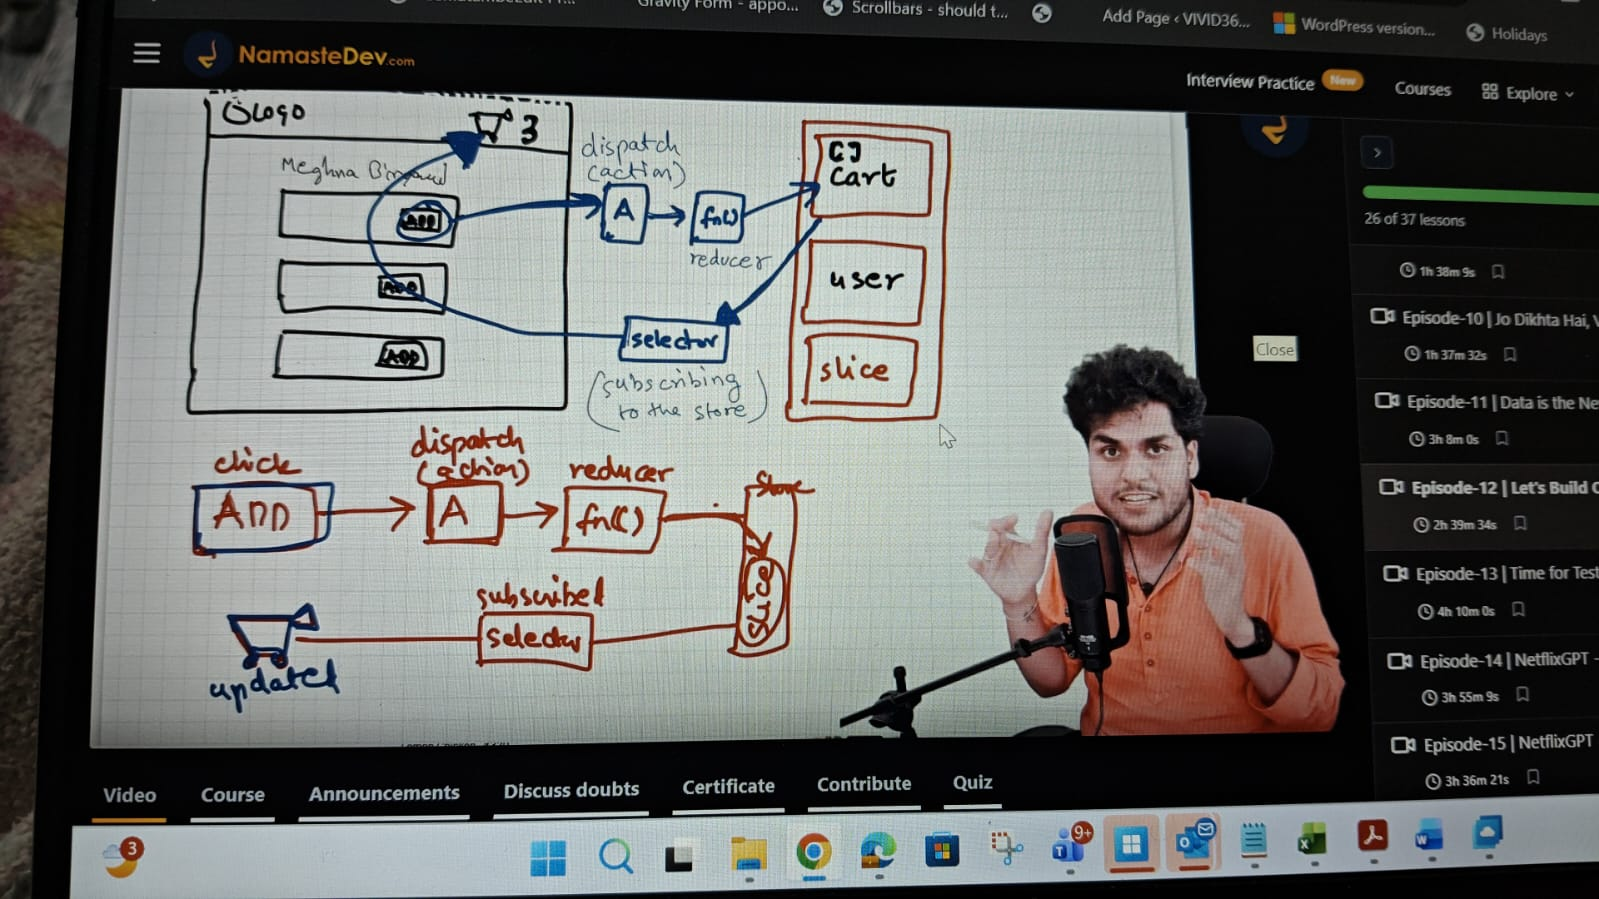 Gravity Form - appo...
Scrollbars - should t...
Add Page ‹ VIVID36...
WordPress version...
Holidays
NamasteDev.com
Interview Practice
New
Courses
Explore
Logo
3
Meghna
ADD
ADD
ADD
dispatch
(action)
A
fn()
reducer
Cart
user
slice
selector
(subscribing
to the store)
click
ADD
dispatch
(action)
A
reducer
fn()
Store
slice
subscribed
selector
updated
26 of 37 lessons
1h 38m 9s
Episode-10 | Jo Dikhta Hai,
1h 37m 32s
Close
Episode-11 | Data is the Ne
3h 8m 0s
Episode-12 | Let's Build
2h 39m 34s
Episode-13 | Time for Test
4h 10m 0s
Episode-14 | NetflixGPT -
3h 55m 9s
Episode-15 | NetflixGPT
3h 36m 21s
Video
Course
Announcements
Discuss doubts
Certificate
Contribute
Quiz
3
9+